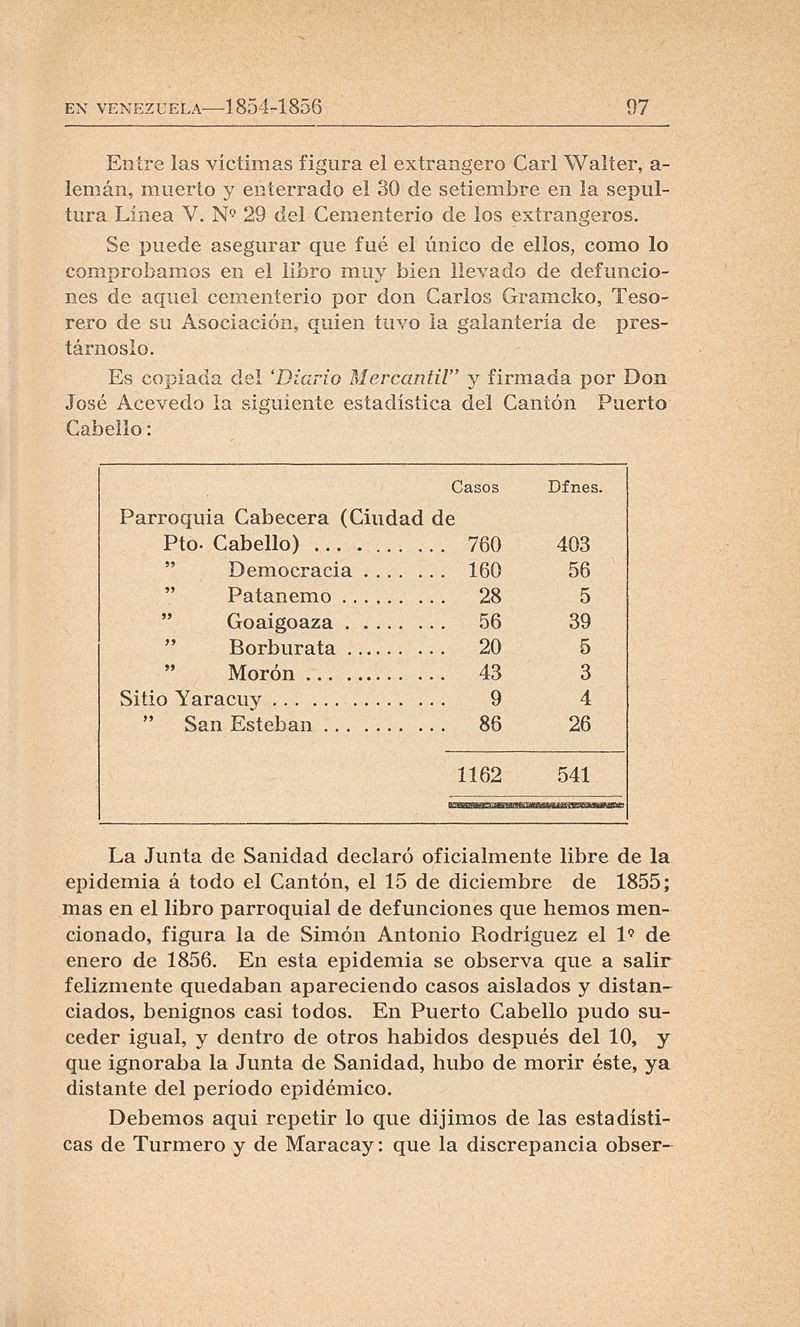 EN VENEZUELA—1854-1856 97
Entre las víctimas figura el extrangero Carl Walter, a-
lemán, muerto y enterrado el 30 de setiembre en la sepul-
tura Línea V. Nº 29 del Cementerio de los extrangeros.
Se puede asegurar que fué el único de ellos, como lo
comprobamos en el libro muy bien llevado de defuncio-
nes de aquel cementerio por don Carlos Gramcko, Teso-
rero de su Asociación, quien tuvo la galantería de pres-
tárnoslo.
Es copiada del ‘Diario Mercantil” y firmada por Don
José Acevedo la siguiente estadística del Cantón Puerto
Cabello:
Casos Dfnes.
Parroquia Cabecera (Ciudad de
Pto. Cabello) .......... 760 403
” Democracia ....... 160 56
” Patanemo ......... 28 5
” Goaigoaza ........ 56 39
” Borburata ......... 20 5
” Morón ............ 43 3
Sitio Yaracuy ............... 9 4
” San Esteban .......... 86 26
1162 541
La Junta de Sanidad declaró oficialmente libre de la
epidemia á todo el Cantón, el 15 de diciembre de 1855;
mas en el libro parroquial de defunciones que hemos men-
cionado, figura la de Simón Antonio Rodríguez el 1º de
enero de 1856. En esta epidemia se observa que a salir
felizmente quedaban apareciendo casos aislados y distan-
ciados, benignos casi todos. En Puerto Cabello pudo su-
ceder igual, y dentro de otros habidos después del 10, y
que ignoraba la Junta de Sanidad, hubo de morir éste, ya
distante del período epidémico.
Debemos aqui repetir lo que dijimos de las estadísti-
cas de Turmero y de Maracay: que la discrepancia obser-